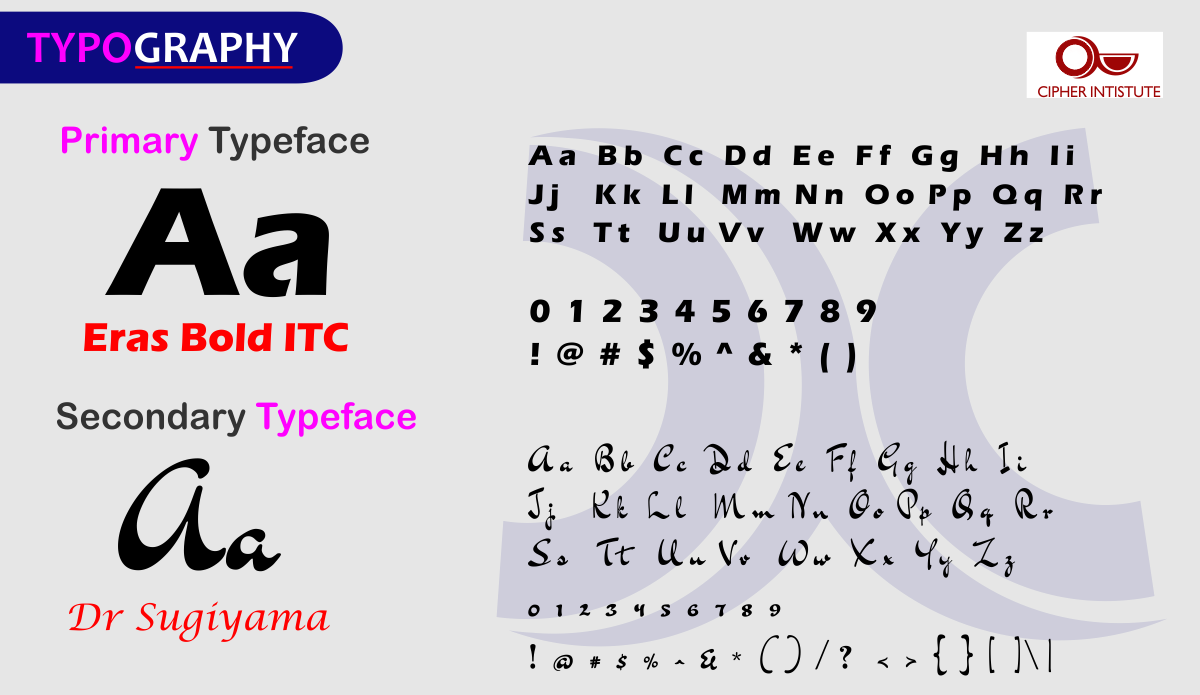 TYPOGRAPHY
CIPHER INTISTUTE
Primary Typeface
Aa
Eras Bold ITC
Aa Bb Cc Dd Ee Ff Gg Hh Ii
Jj Kk Ll Mm Nn Oo Pp Qq Rr
Ss Tt Uu Vv Ww Xx Yy Zz
0 1 2 3 4 5 6 7 8 9
! @ # $ % ^ & * ( )
Secondary Typeface
Aa
Dr Sugiyama
Aa Bb Cc Dd Ee Ff Gg Hh Ii
Jj Kk Ll Mm Nn Oo Pp Qq Rr
Ss Tt Uu Vv Ww Xx Yy Zz
0 1 2 3 4 5 6 7 8 9
! @ # $ % ^ & * ( ) / ? < > { } [ ] \ |